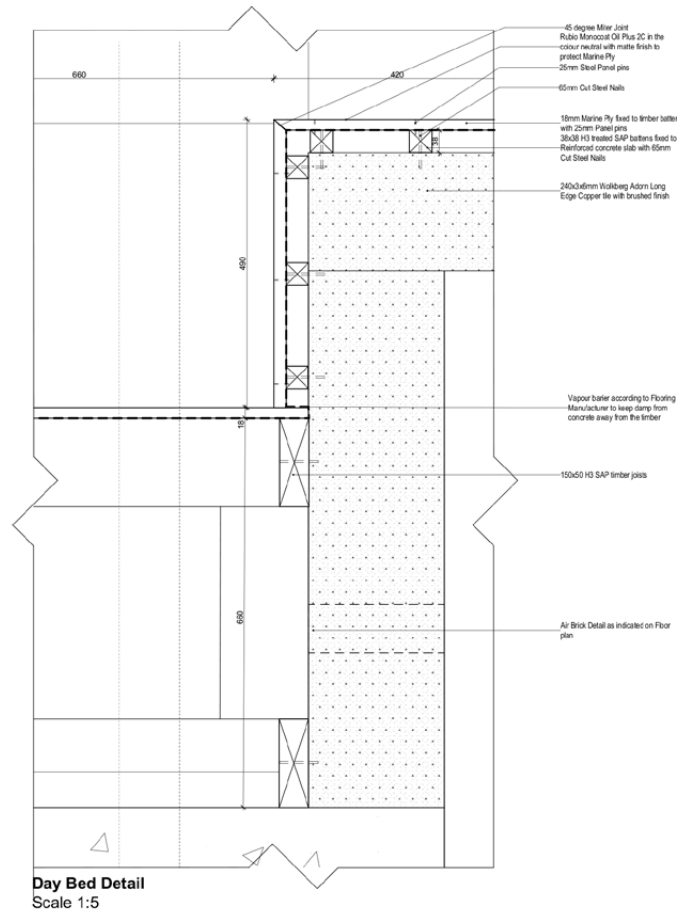 45 degree Miler Joint
Rubio Monocoat Oil Plus 2C in the
colour neutral with matte finish to
protect Marine Ply
25mm Steel Panel pins
65mm Cut Steel Nails
660
420
18mm Marine Ply fixed to timber batter
with 25mm Panel pins
38x38 H3 treated SAP battens fixed to
Reinforced concrete slab with 65mm
Cut Steel Nails
38
240x3x6mm Wolkberg Adorn Long
Edge Copper tile with brushed finish
490
Vapour barier according to Flooring
Manufacturer to keep damp from
concrete away from the timber
18
150x50 H3 SAP timber joists
660
Air Brick Detail as indicated on Floor
plan
Day Bed Detail
Scale 1:5